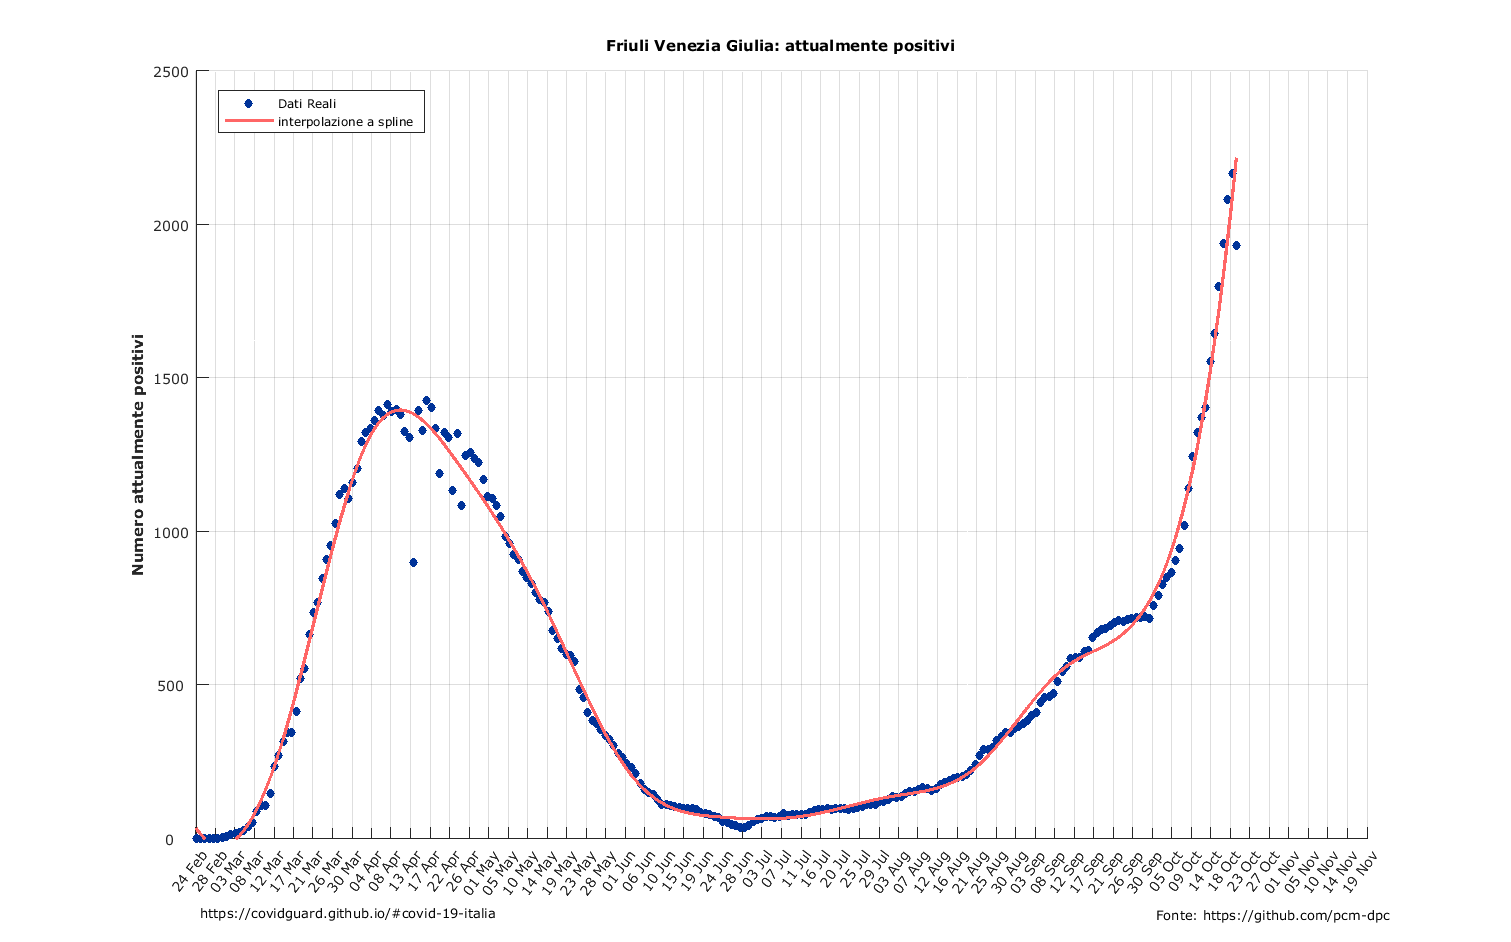 Friuli Venezia Giulia: attualmente positivi
2500
2000
1500
1000
500
0
Numero attualmente positivi
Dati Reali
interpolazione a spline
24 Feb
28 Feb
03 Mar
08 Mar
12 Mar
17 Mar
21 Mar
26 Mar
30 Mar
04 Apr
08 Apr
13 Apr
17 Apr
22 Apr
26 Apr
01 May
05 May
10 May
14 May
19 May
23 May
28 May
01 Jun
06 Jun
10 Jun
15 Jun
19 Jun
24 Jun
28 Jun
03 Jul
07 Jul
11 Jul
16 Jul
20 Jul
25 Jul
29 Jul
03 Aug
07 Aug
12 Aug
16 Aug
21 Aug
25 Aug
30 Aug
03 Sep
08 Sep
12 Sep
17 Sep
21 Sep
26 Sep
30 Sep
05 Oct
09 Oct
14 Oct
18 Oct
23 Oct
27 Oct
01 Nov
05 Nov
10 Nov
14 Nov
19 Nov
https://covidguard.github.io/#covid-19-italia
Fonte: https://github.com/pcm-dpc